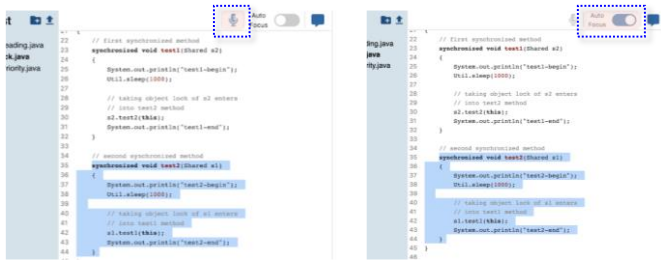 st
Auto
Focus
eading.java
ck.java
riority.java
22 // first synchronized method
23 synchronized void test1(Shared s2)
24 {
25 System.out.println("test1-begin");
26 Util.sleep(1000);
27
28 // taking object lock of s2 enters
29 // into test2 method
30 s2.test2(this);
31 System.out.println("test1-end");
32 }
33
34 // second synchronized method
35 synchronized void test2(Shared s1)
36 {
37 System.out.println("test2-begin");
38 Util.sleep(1000);
39
40 // taking object lock of s1 enters
41 // into test1 method
42 s1.test1(this);
43 System.out.println("test2-end");
44 }
Auto
Focus
ding.java
java
rity.java
22 // first synchronized method
23 synchronized void test1(Shared s2)
24 {
25 System.out.println("test1-begin");
26 Util.sleep(1000);
27
28 // taking object lock of s2 enters
29 // into test2 method
30 s2.test2(this);
31 System.out.println("test1-end");
32 }
33
34 // second synchronized method
35 synchronized void test2(Shared s1)
36 {
37 System.out.println("test2-begin");
38 Util.sleep(1000);
39
40 // taking object lock of s1 enters
41 // into test1 method
42 s1.test1(this);
43 System.out.println("test2-end");
44 }
45 }
46